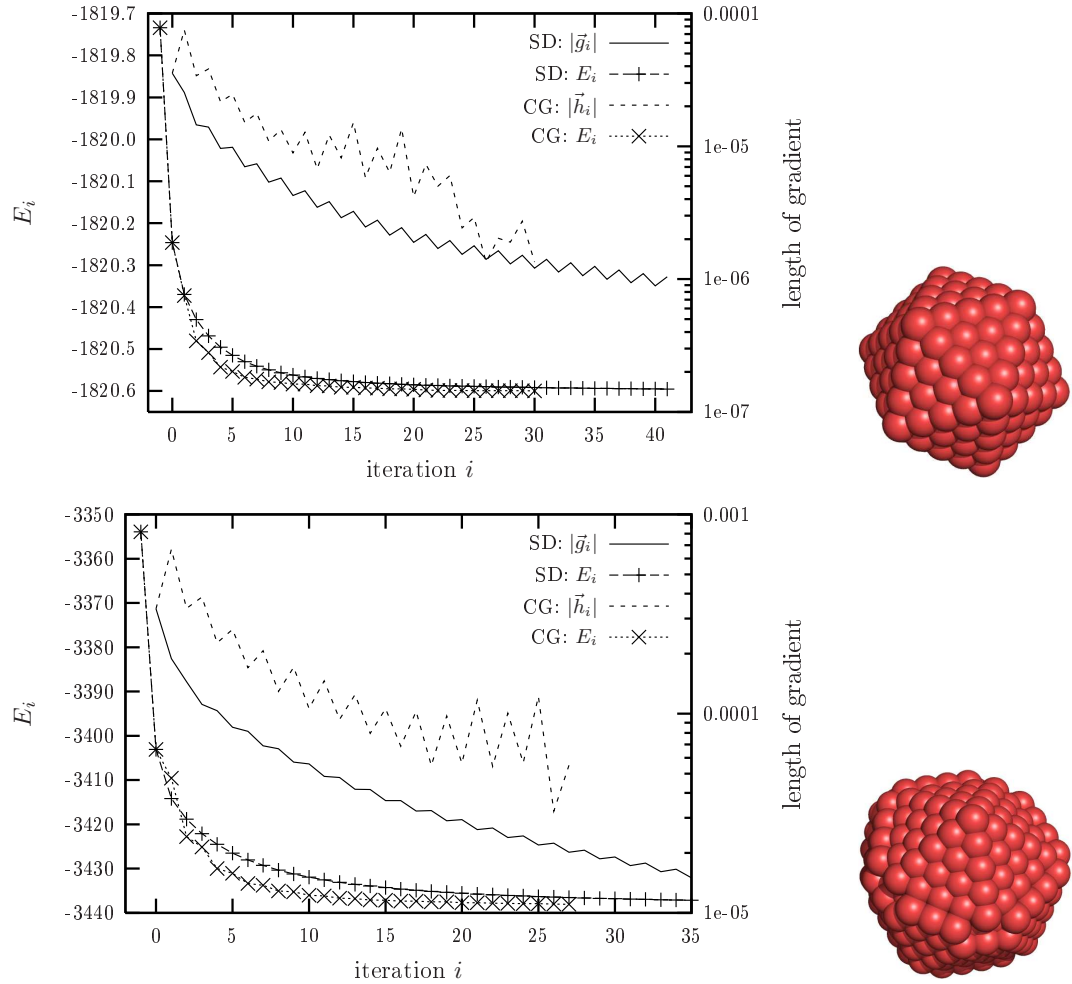 -1819.7
-1819.8
-1819.9
-1820.0
-1820.1
-1820.2
-1820.3
-1820.4
-1820.5
-1820.6
E_i
0 5 10 15 20 25 30 35 40
iteration i
0.0001
1e-05
1e-06
1e-07
length of gradient
SD: |g⃗_i|
SD: E_i
CG: |h⃗_i|
CG: E_i
-3350
-3360
-3370
-3380
-3390
-3400
-3410
-3420
-3430
-3440
E_i
0 5 10 15 20 25 30 35
iteration i
0.001
0.0001
1e-05
length of gradient
SD: |g⃗_i|
SD: E_i
CG: |h⃗_i|
CG: E_i